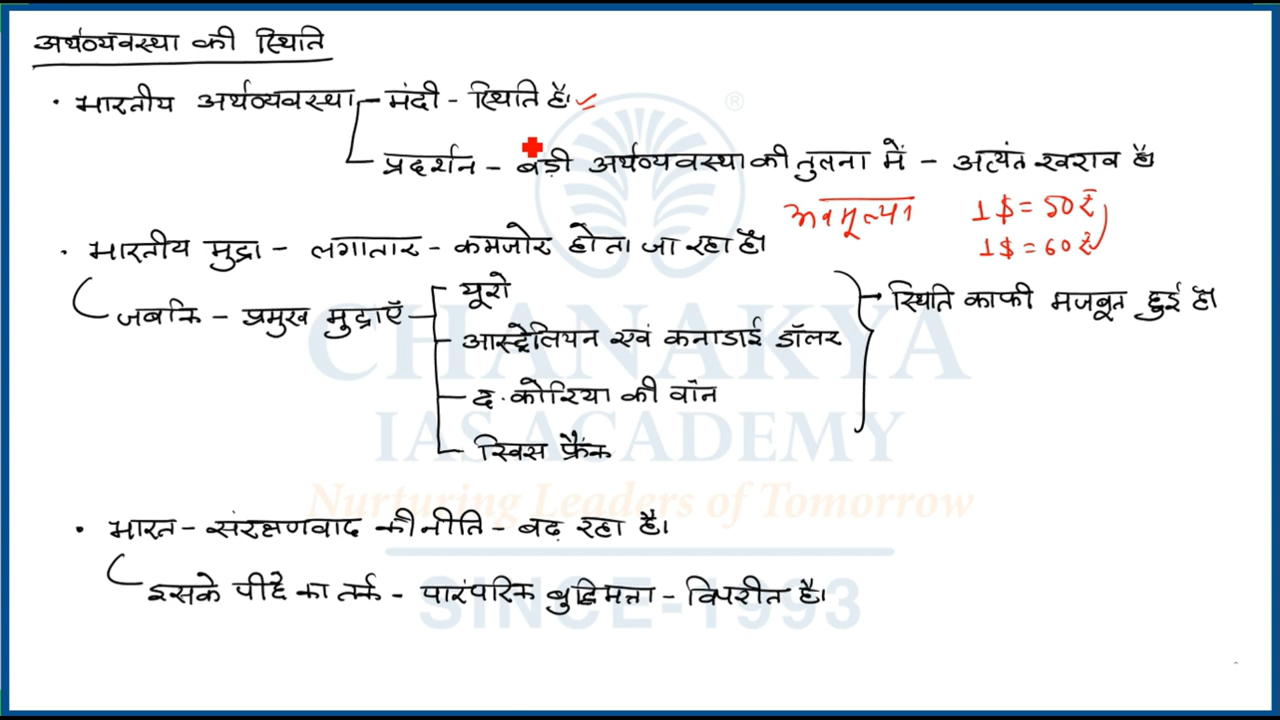 अर्थव्यवस्था की स्थिति
• भारतीय अर्थव्यवस्था - मंदी - स्थिति है।
प्रदर्शन - बड़ी अर्थव्यवस्था की तुलना में - अत्यंत खराब है।
अवमूल्यन 1$ = 50₹
1$ = 60₹
• भारतीय मुद्रा - लगातार - कमजोर होता जा रहा है।
जबकि - प्रमुख मुद्राएँ - यूरो
आस्ट्रेलियन एवं कनाडाई डॉलर
द. कोरिया की वॉन
स्विस फ्रैंक
→ स्थिति काफी मजबूत हुई है।
• भारत - संरक्षणवाद की नीति - बढ़ रहा है।
इसके पीछे का तर्क - पारंपरिक बुद्धिमत्ता - विपरीत है।
CHANAKYA
IAS ACADEMY
Nurturing Leaders of Tomorrow
SINCE-1993
®